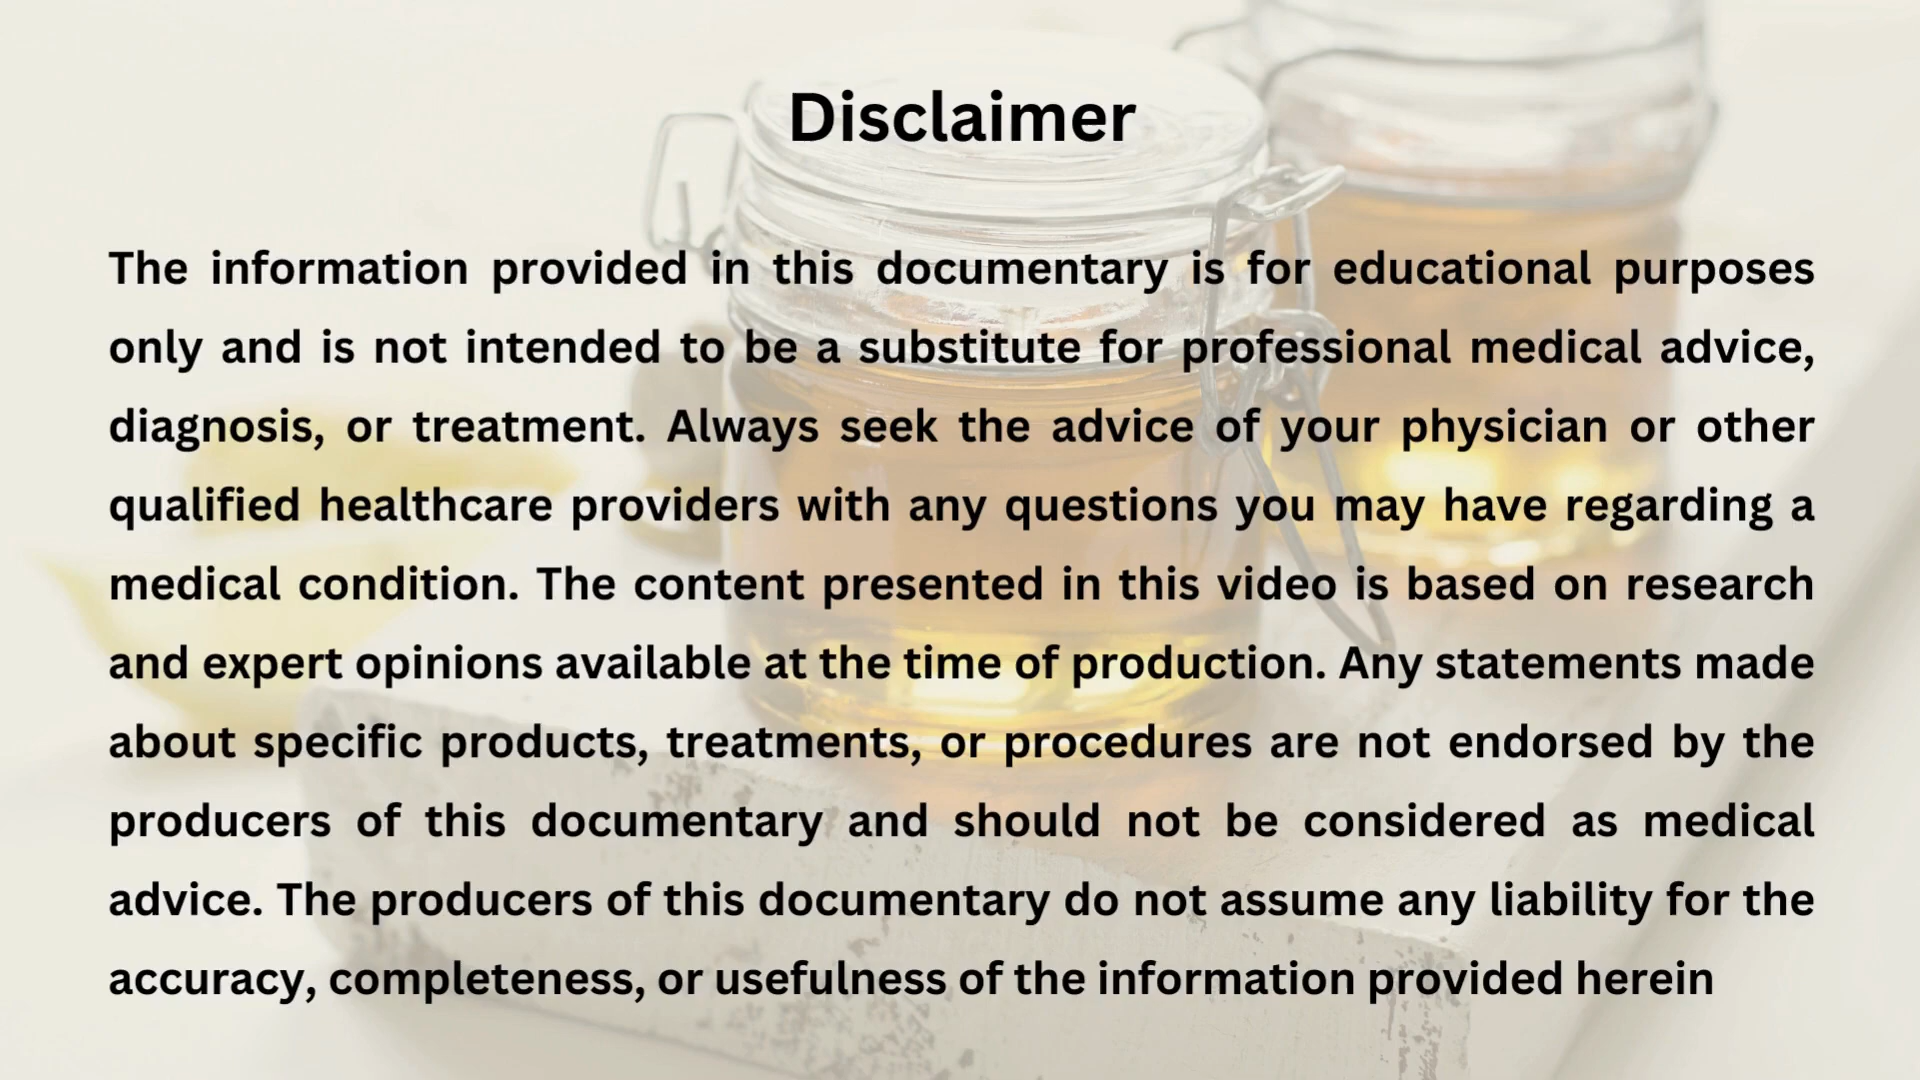 Disclaimer
The information provided in this documentary is for educational purposes
only and is not intended to be a substitute for professional medical advice,
diagnosis, or treatment. Always seek the advice of your physician or other
qualified healthcare providers with any questions you may have regarding a
medical condition. The content presented in this video is based on research
and expert opinions available at the time of production. Any statements made
about specific products, treatments, or procedures are not endorsed by the
producers of this documentary and should not be considered as medical
advice. The producers of this documentary do not assume any liability for the
accuracy, completeness, or usefulness of the information provided herein